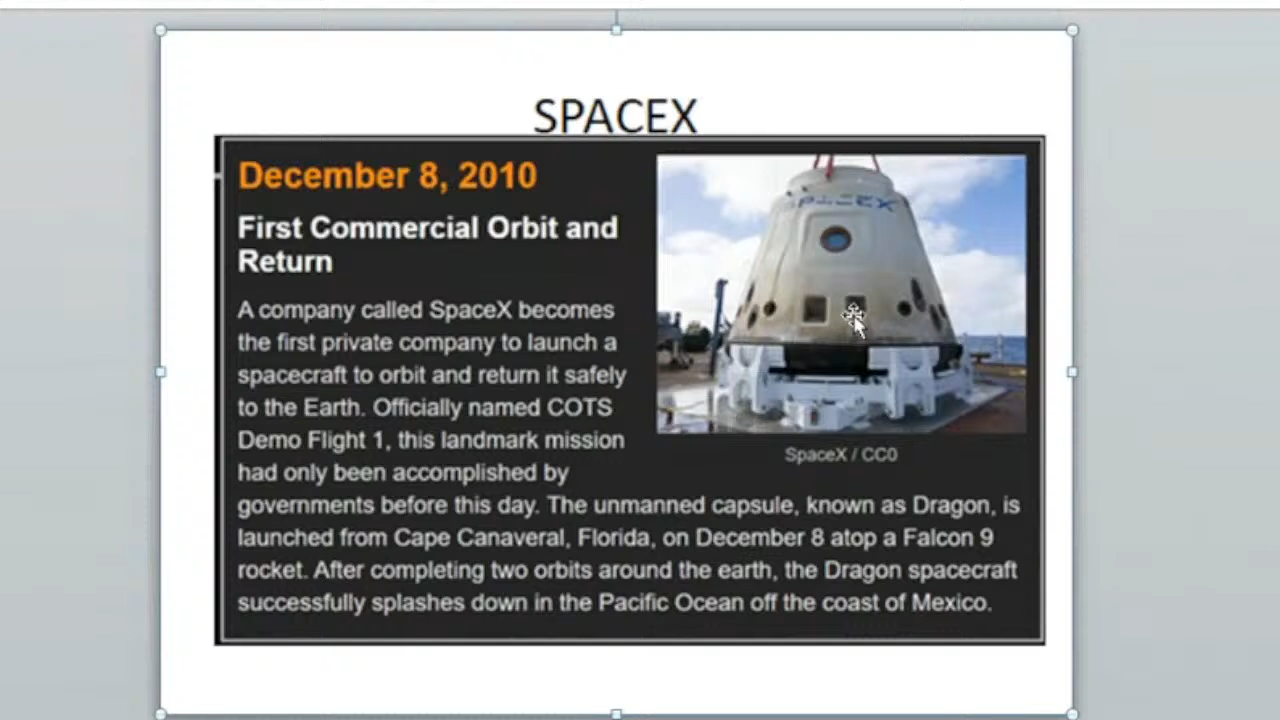 SPACEX
December 8, 2010
First Commercial Orbit and
Return
A company called SpaceX becomes
the first private company to launch a
spacecraft to orbit and return it safely
to the Earth. Officially named COTS
Demo Flight 1, this landmark mission
had only been accomplished by
governments before this day. The unmanned capsule, known as Dragon, is
launched from Cape Canaveral, Florida, on December 8 atop a Falcon 9
rocket. After completing two orbits around the earth, the Dragon spacecraft
successfully splashes down in the Pacific Ocean off the coast of Mexico.
SPACEX
SpaceX / CC0